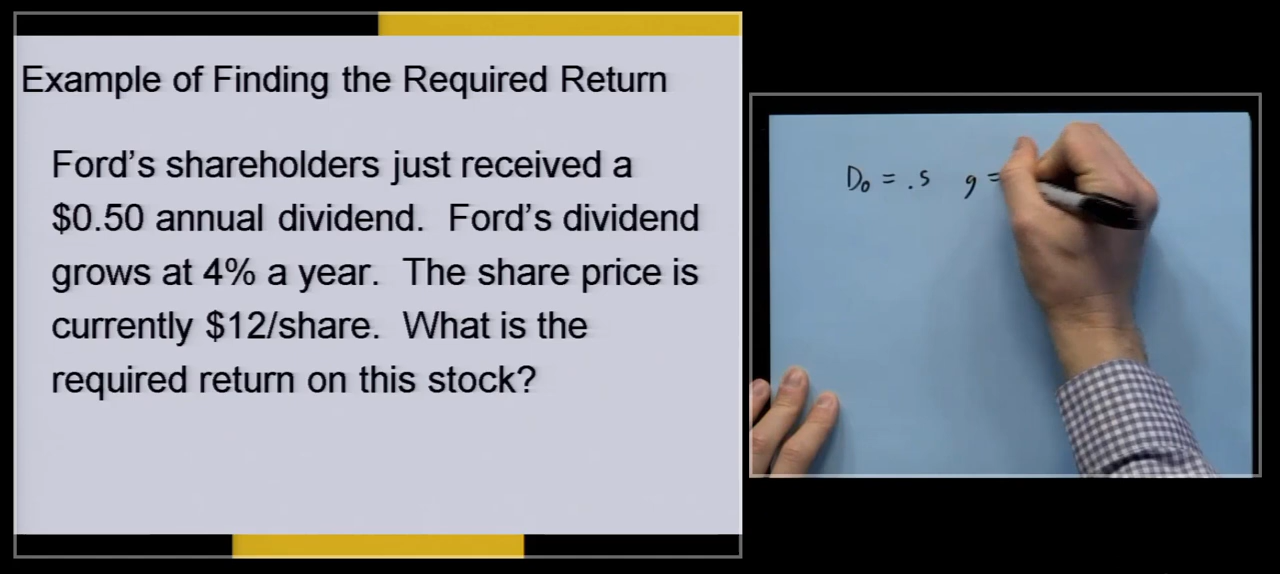 Example of Finding the Required Return
Ford's shareholders just received a
$0.50 annual dividend.  Ford's dividend
grows at 4% a year.  The share price is
currently $12/share.  What is the
required return on this stock?
D₀ = .5  g =